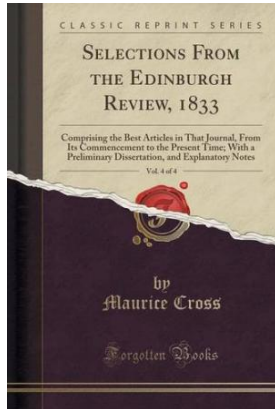 CLASSIC REPRINT SERIES
SELECTIONS FROM
THE EDINBURGH
REVIEW, 1833
Comprising the Best Articles in That Journal, From
Its Commencement to the Present Time; With a
Preliminary Dissertation, and Explanatory Notes
Vol. 4 of 4
by
Maurice Cross
Forgotten Books